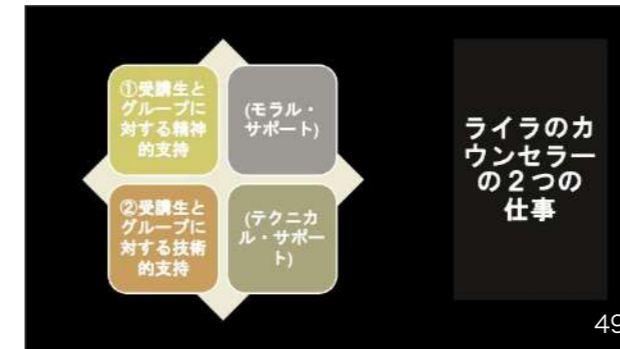 ①受講生と
グループに
対する精神
的支持
(モラル・
サポート)
②受講生と
グループに
対する技術
的支持
(テクニカ
ル・サポー
ト)
ライラのカ
ウンセラー
の２つの
仕事
49